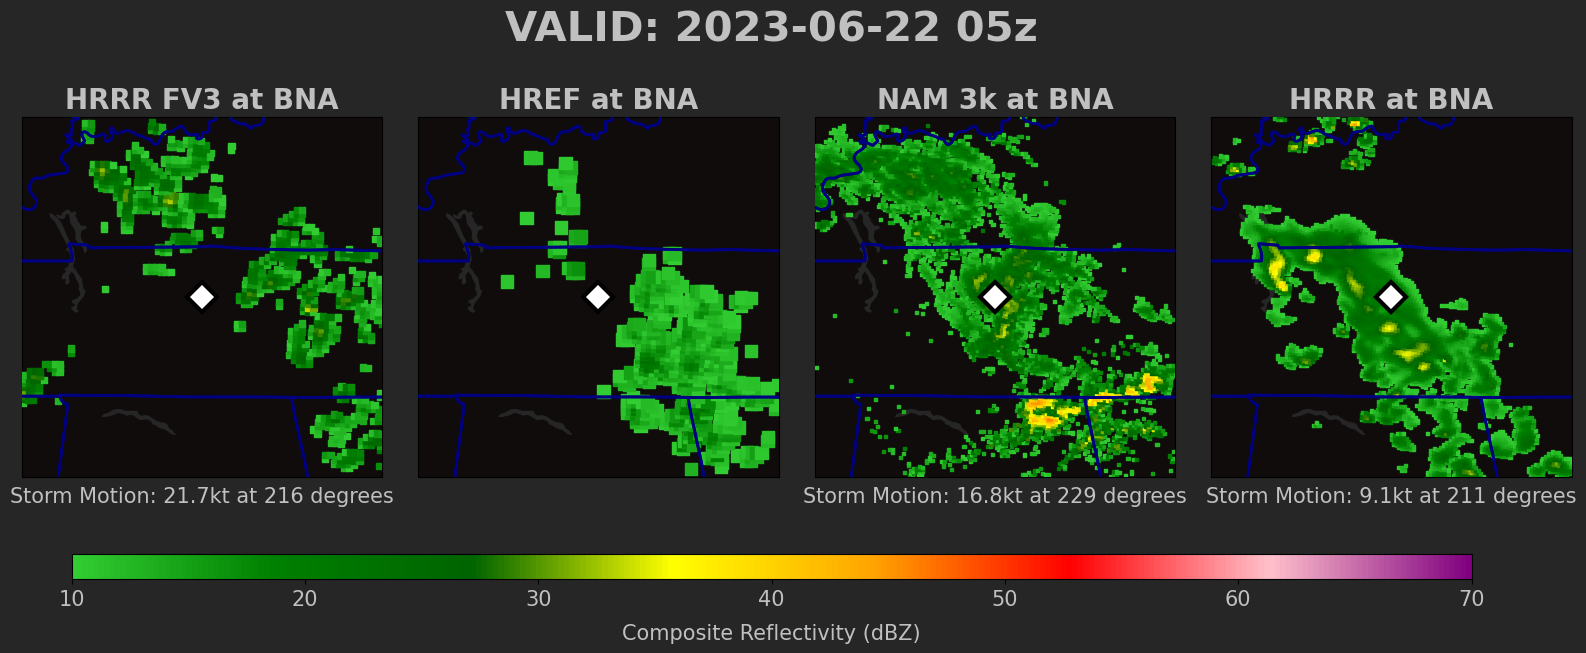 VALID: 2023-06-22 05z
HRRR FV3 at BNA
HREF at BNA
NAM 3k at BNA
HRRR at BNA
Storm Motion: 21.7kt at 216 degrees
Storm Motion: 16.8kt at 229 degrees
Storm Motion: 9.1kt at 211 degrees
10 20 30 40 50 60 70
Composite Reflectivity (dBZ)